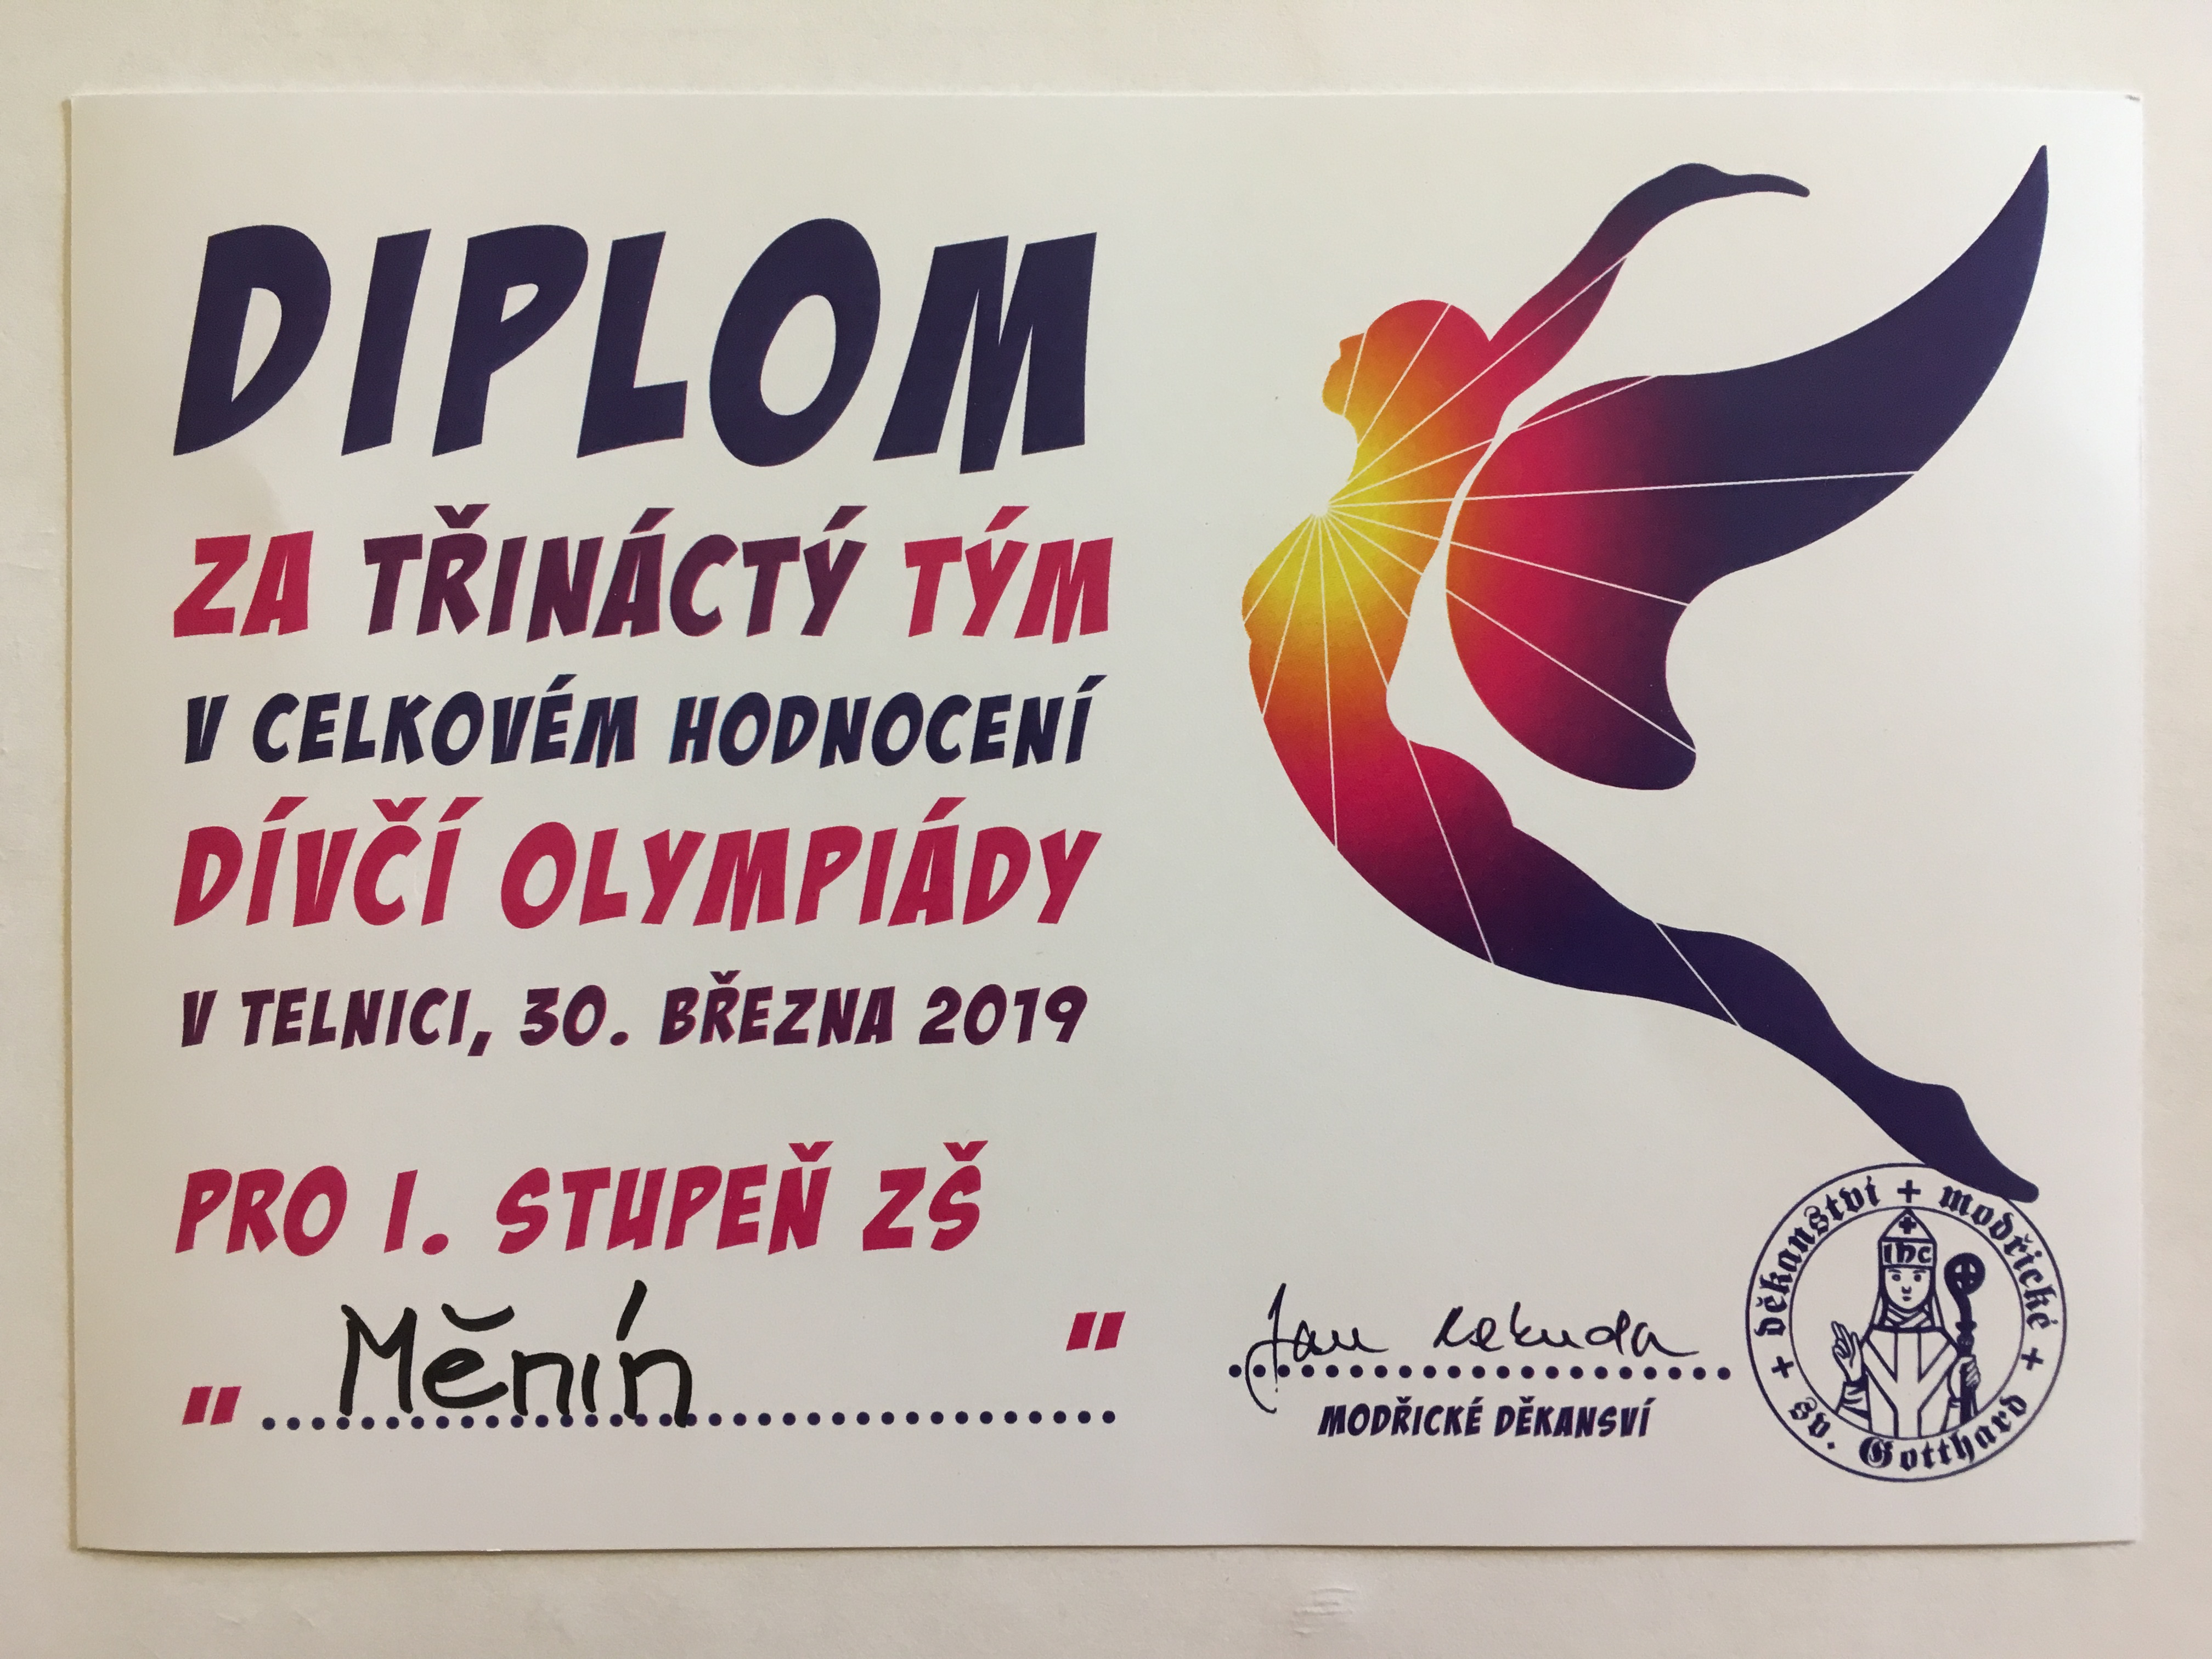 DIPLOM
ZA TŘINÁCTÝ TÝM
V CELKOVÉM HODNOCENÍ
DÍVČÍ OLYMPIÁDY
V TELNICI, 30. BŘEZNA 2019
PRO I. STUPEŇ ZŠ
" Měnín "
Jan
MODŘICKÉ DĚKANSVÍ
+ děkanství + modřické + sv. Gotthard
IHC